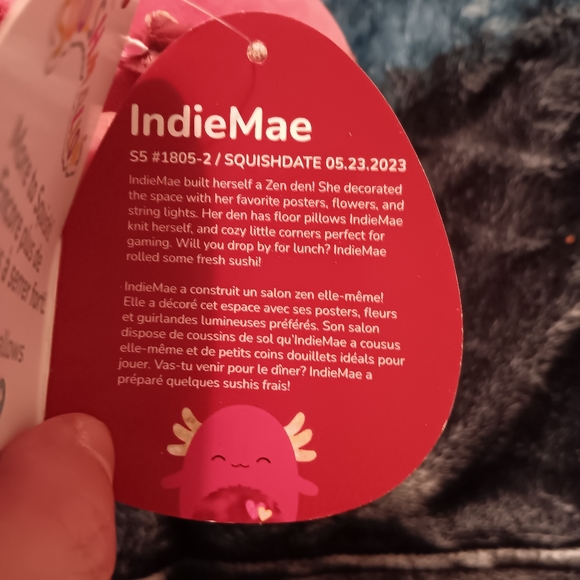 IndieMae
S5 #1805-2 / SQUISHDATE 05.23.2023
IndieMae built herself a Zen den! She decorated
the space with her favorite posters, flowers, and
string lights. Her den has floor pillows IndieMae
knit herself, and cozy little corners perfect for
gaming. Will you drop by for lunch? IndieMae
rolled some fresh sushi!
IndieMae a construit un salon zen elle-même!
Elle a décoré cet espace avec ses posters, fleurs
et guirlandes lumineuses préférés. Son salon
dispose de coussins de sol qu'IndieMae a cousus
elle-même et de petits coins douillets idéals pour
jouer. Vas-tu venir pour le dîner? IndieMae a
préparé quelques sushis frais!